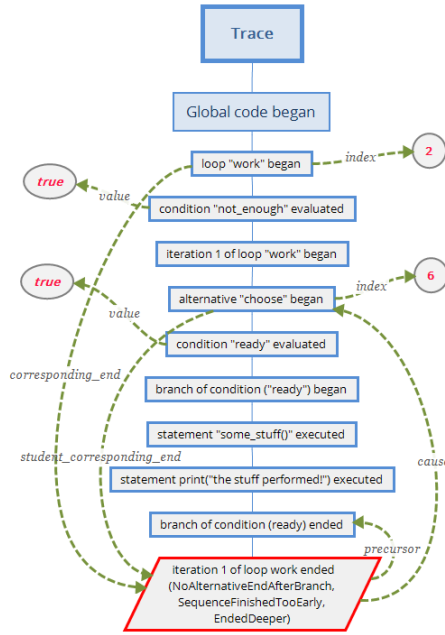 Trace
Global code began
loop "work" began
index
2
true
value
condition "not_enough" evaluated
iteration 1 of loop "work" began
true
alternative "choose" began
index
6
value
condition "ready" evaluated
corresponding_end
branch of condition ("ready") began
statement "some_stuff()" executed
student_corresponding_end
cause
statement print("the stuff performed!") executed
branch of condition (ready) ended
precursor
iteration 1 of loop work ended
(NoAlternativeEndAfterBranch,
SequenceFinishedTooEarly,
EndedDeeper)